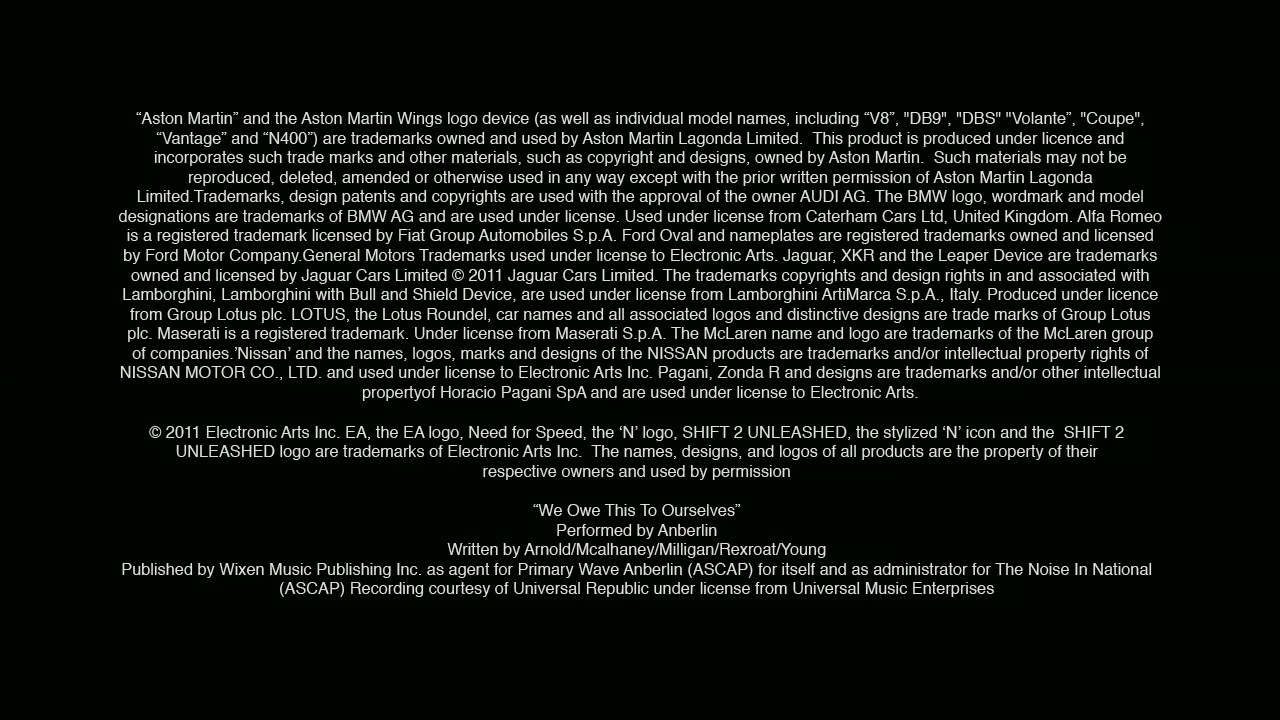 “Aston Martin” and the Aston Martin Wings logo device (as well as individual model names, including “V8”, "DB9", "DBS" "Volante”, "Coupe",
“Vantage” and “N400”) are trademarks owned and used by Aston Martin Lagonda Limited.  This product is produced under licence and
incorporates such trade marks and other materials, such as copyright and designs, owned by Aston Martin.  Such materials may not be
reproduced, deleted, amended or otherwise used in any way except with the prior written permission of Aston Martin Lagonda
Limited.Trademarks, design patents and copyrights are used with the approval of the owner AUDI AG. The BMW logo, wordmark and model
designations are trademarks of BMW AG and are used under license. Used under license from Caterham Cars Ltd, United Kingdom. Alfa Romeo
is a registered trademark licensed by Fiat Group Automobiles S.p.A. Ford Oval and nameplates are registered trademarks owned and licensed
by Ford Motor Company.General Motors Trademarks used under license to Electronic Arts. Jaguar, XKR and the Leaper Device are trademarks
owned and licensed by Jaguar Cars Limited © 2011 Jaguar Cars Limited. The trademarks copyrights and design rights in and associated with
Lamborghini, Lamborghini with Bull and Shield Device, are used under license from Lamborghini ArtiMarca S.p.A., Italy. Produced under licence
from Group Lotus plc. LOTUS, the Lotus Roundel, car names and all associated logos and distinctive designs are trade marks of Group Lotus
plc. Maserati is a registered trademark. Under license from Maserati S.p.A. The McLaren name and logo are trademarks of the McLaren group
of companies.’Nissan’ and the names, logos, marks and designs of the NISSAN products are trademarks and/or intellectual property rights of
NISSAN MOTOR CO., LTD. and used under license to Electronic Arts Inc. Pagani, Zonda R and designs are trademarks and/or other intellectual
propertyof Horacio Pagani SpA and are used under license to Electronic Arts.
© 2011 Electronic Arts Inc. EA, the EA logo, Need for Speed, the ‘N’ logo, SHIFT 2 UNLEASHED, the stylized ‘N’ icon and the  SHIFT 2
UNLEASHED logo are trademarks of Electronic Arts Inc.  The names, designs, and logos of all products are the property of their
respective owners and used by permission
“We Owe This To Ourselves”
Performed by Anberlin
Written by Arnold/Mcalhaney/Milligan/Rexroat/Young
Published by Wixen Music Publishing Inc. as agent for Primary Wave Anberlin (ASCAP) for itself and as administrator for The Noise In National
(ASCAP) Recording courtesy of Universal Republic under license from Universal Music Enterprises